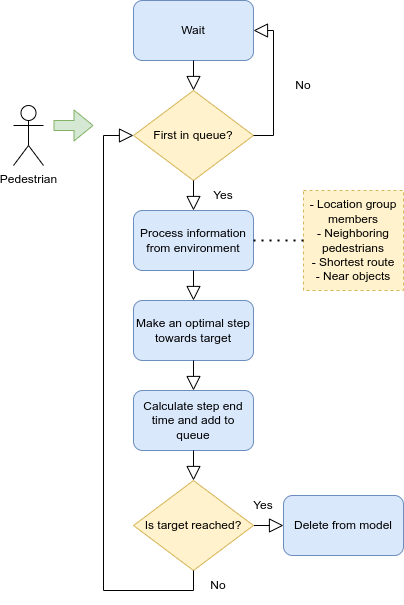 Wait
No
First in queue?
Pedestrian
Yes
Process information
from environment
- Location group
members
- Neighboring
pedestrians
- Shortest route
- Near objects
Make an optimal step
towards target
Calculate step end
time and add to
queue
Is target reached?
Yes
Delete from model
No